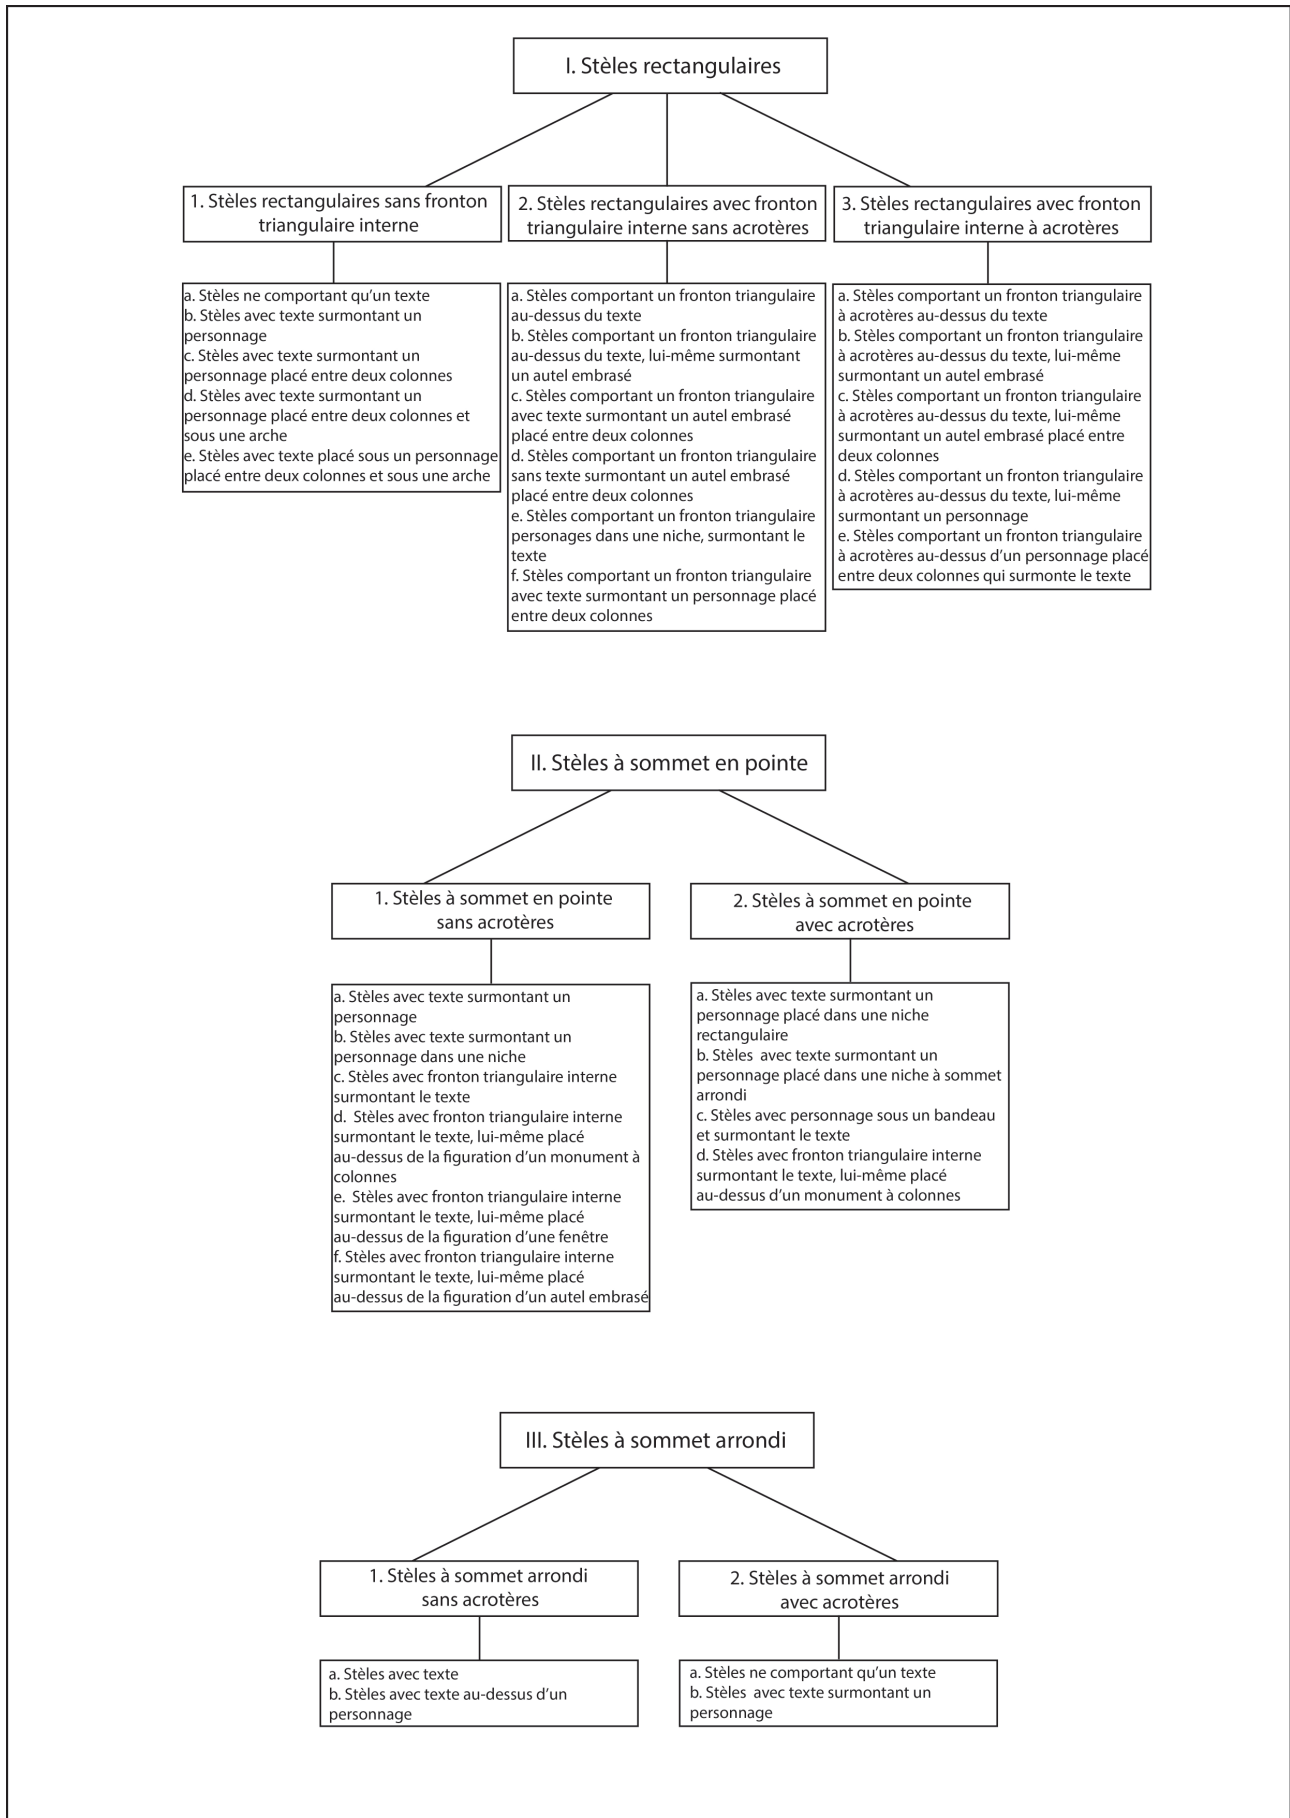 I. Stèles rectangulaires
1. Stèles rectangulaires sans fronton
triangulaire interne
2. Stèles rectangulaires avec fronton
triangulaire interne sans acrotères
3. Stèles rectangulaires avec fronton
triangulaire interne à acrotères
a. Stèles ne comportant qu'un texte
b. Stèles avec texte surmontant un
personnage
c. Stèles avec texte surmontant un
personnage placé entre deux colonnes
d. Stèles avec texte surmontant un
personnage placé entre deux colonnes et
sous une arche
e. Stèles avec texte placé sous un personnage
placé entre deux colonnes et sous une arche
a. Stèles comportant un fronton triangulaire
au-dessus du texte
b. Stèles comportant un fronton triangulaire
au-dessus du texte, lui-même surmontant
un autel embrasé
c. Stèles comportant un fronton triangulaire
avec texte surmontant un autel embrasé
placé entre deux colonnes
d. Stèles comportant un fronton triangulaire
sans texte surmontant un autel embrasé
placé entre deux colonnes
e. Stèles comportant un fronton triangulaire
personages dans une niche, surmontant le
texte
f. Stèles comportant un fronton triangulaire
avec texte surmontant un personnage placé
entre deux colonnes
a. Stèles comportant un fronton triangulaire
à acrotères au-dessus du texte
b. Stèles comportant un fronton triangulaire
à acrotères au-dessus du texte, lui-même
surmontant un autel embrasé
c. Stèles comportant un fronton triangulaire
à acrotères au-dessus du texte, lui-même
surmontant un autel embrasé placé entre
deux colonnes
d. Stèles comportant un fronton triangulaire
à acrotères au-dessus du texte, lui-même
surmontant un personnage
e. Stèles comportant un fronton triangulaire
à acrotères au-dessus d'un personnage placé
entre deux colonnes qui surmonte le texte
II. Stèles à sommet en pointe
1. Stèles à sommet en pointe
sans acrotères
2. Stèles à sommet en pointe
avec acrotères
a. Stèles avec texte surmontant un
personnage
b. Stèles avec texte surmontant un
personnage dans une niche
c. Stèles avec fronton triangulaire interne
surmontant le texte
d.  Stèles avec fronton triangulaire interne
surmontant le texte, lui-même placé
au-dessus de la figuration d'un monument à
colonnes
e.  Stèles avec fronton triangulaire interne
surmontant le texte, lui-même placé
au-dessus de la figuration d'une fenêtre
f. Stèles avec fronton triangulaire interne
surmontant le texte, lui-même placé
au-dessus de la figuration d'un autel embrasé
a. Stèles avec texte surmontant un
personnage placé dans une niche
rectangulaire
b. Stèles  avec texte surmontant un
personnage placé dans une niche à sommet
arrondi
c. Stèles avec personnage sous un bandeau
et surmontant le texte
d. Stèles avec fronton triangulaire interne
surmontant le texte, lui-même placé
au-dessus d'un monument à colonnes
III. Stèles à sommet arrondi
1. Stèles à sommet arrondi
sans acrotères
2. Stèles à sommet arrondi
avec acrotères
a. Stèles avec texte
b. Stèles avec texte au-dessus d'un
personnage
a. Stèles ne comportant qu'un texte
b. Stèles  avec texte surmontant un
personnage